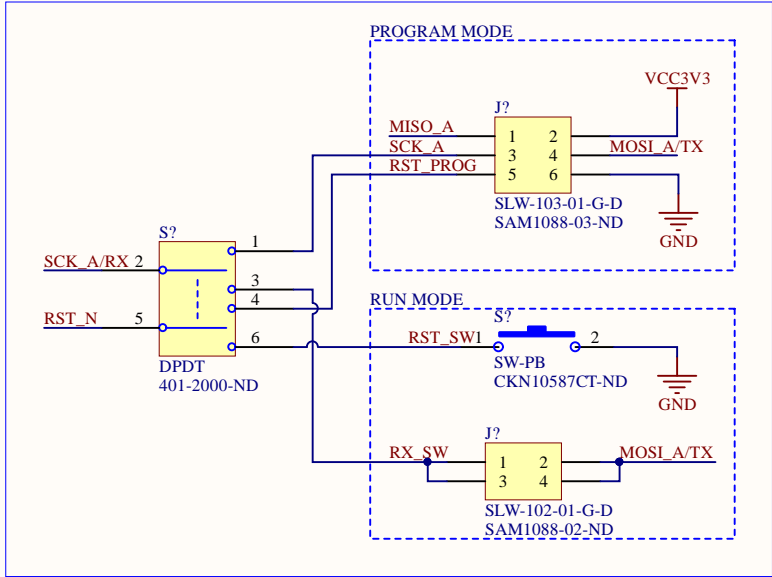 PROGRAM MODE
VCC3V3
J?
MISO_A
1 2
SCK_A
3 4
MOSI_A/TX
RST_PROG
5 6
SLW-103-01-G-D
SAM1088-03-ND
GND
S?
1
SCK_A/RX 2
3
4
RST_N 5
6
DPDT
401-2000-ND
RUN MODE
S?
RST_SW 1 2
SW-PB
CKN10587CT-ND
GND
J?
RX_SW
1 2
MOSI_A/TX
3 4
SLW-102-01-G-D
SAM1088-02-ND